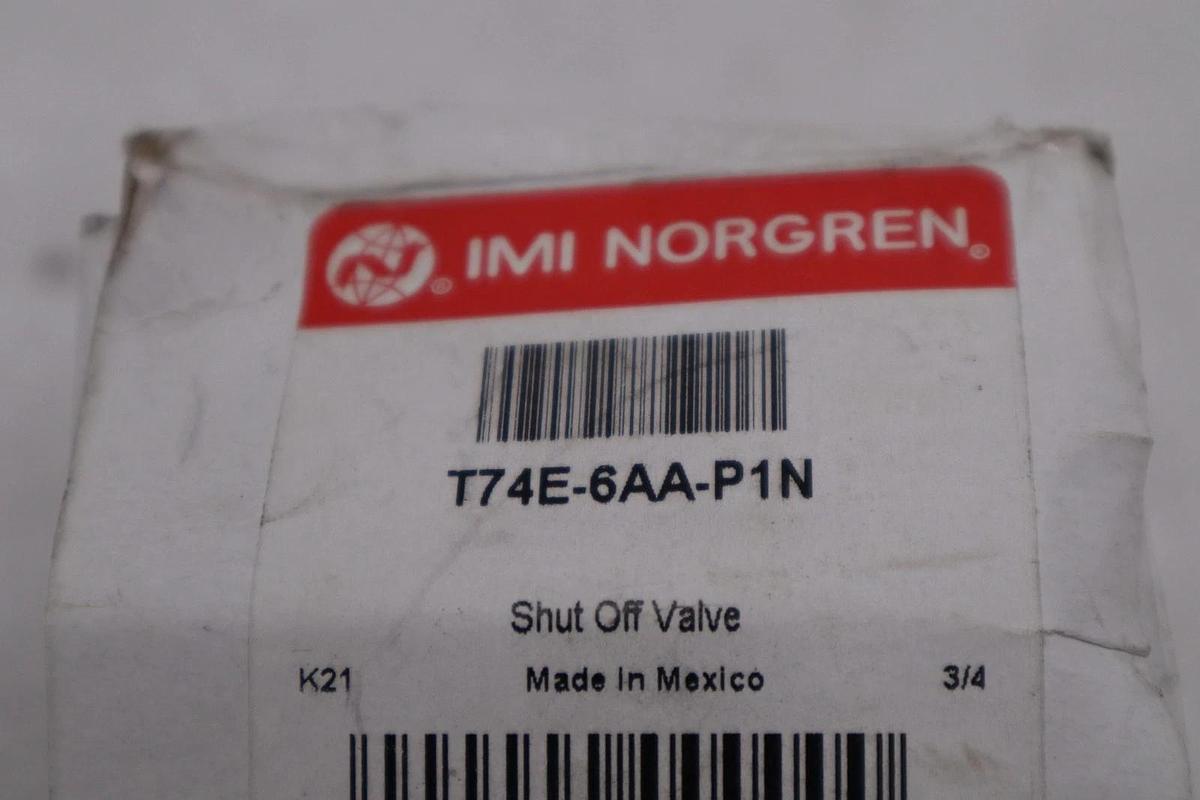 IMI NORGREN®
T74E-6AA-P1N
Shut Off Valve
K21 Made In Mexico 3/4